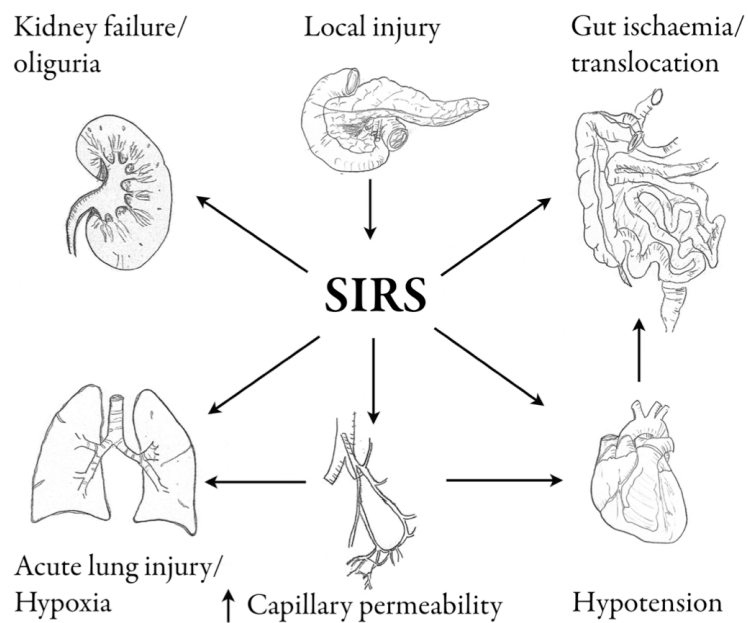 Kidney failure/
oliguria
Local injury
Gut ischaemia/
translocation
SIRS
Acute lung injury/
Hypoxia
↑ Capillary permeability
Hypotension